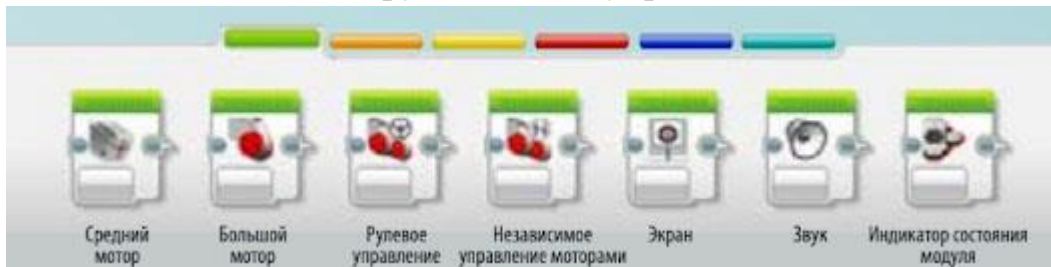 Средний
мотор
Большой
мотор
Рулевое
управление
Независимое
управление моторами
Экран
Звук
Индикатор состояния
модуля